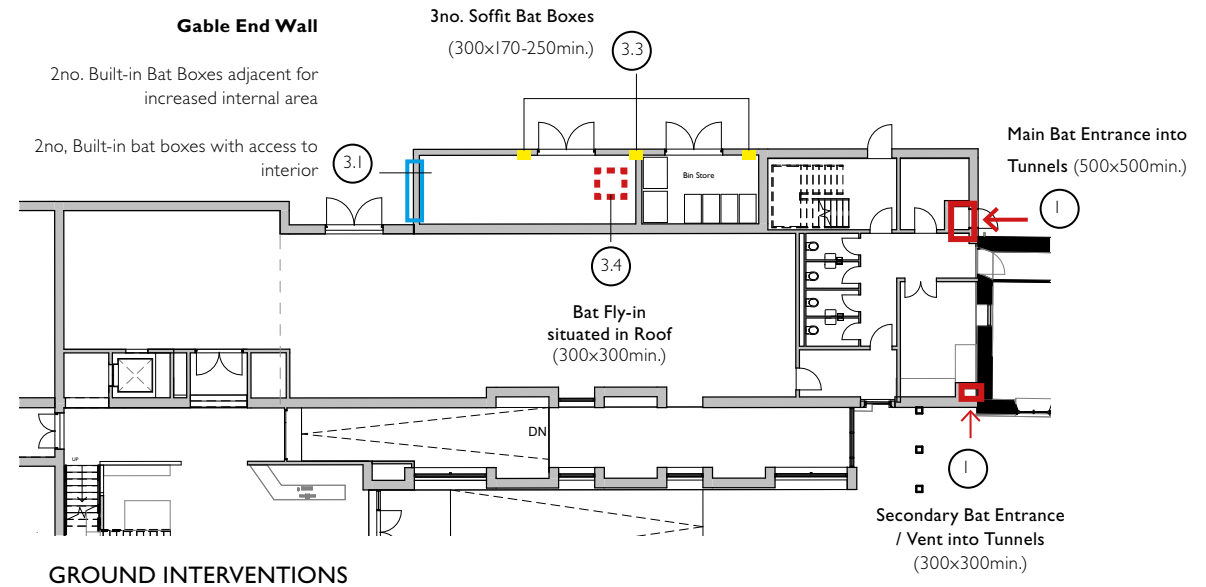 Gable End Wall
2no. Built-in Bat Boxes adjacent for
increased internal area
2no, Built-in bat boxes with access to
interior
3.1
3no. Soffit Bat Boxes
(300x170-250min.)
3.3
Main Bat Entrance into
Tunnels (500x500min.)
1
Bin Store
3.4
Bat Fly-in
situated in Roof
(300x300min.)
DN
UP
1
Secondary Bat Entrance
/ Vent into Tunnels
(300x300min.)
GROUND INTERVENTIONS